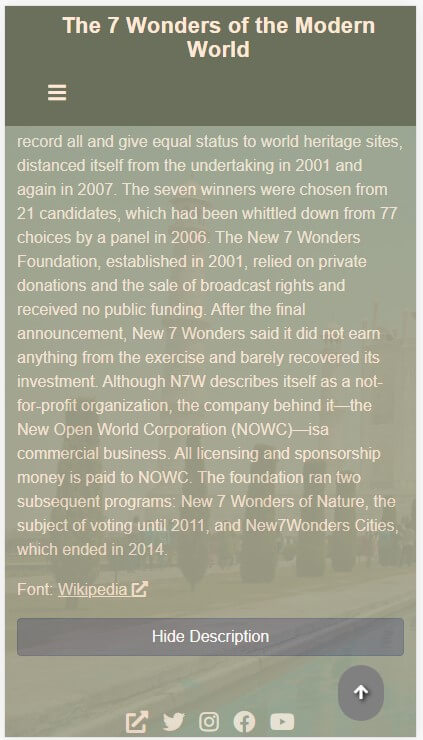 The 7 Wonders of the Modern
World
record all and give equal status to world heritage sites,
distanced itself from the undertaking in 2001 and
again in 2007. The seven winners were chosen from
21 candidates, which had been whittled down from 77
choices by a panel in 2006. The New 7 Wonders
Foundation, established in 2001, relied on private
donations and the sale of broadcast rights and
received no public funding. After the final
announcement, New 7 Wonders said it did not earn
anything from the exercise and barely recovered its
investment. Although N7W describes itself as a not-
for-profit organization, the company behind it—the
New Open World Corporation (NOWC)—isa
commercial business. All licensing and sponsorship
money is paid to NOWC. The foundation ran two
subsequent programs: New 7 Wonders of Nature, the
subject of voting until 2011, and New7Wonders Cities,
which ended in 2014.
Font: Wikipedia
Hide Description